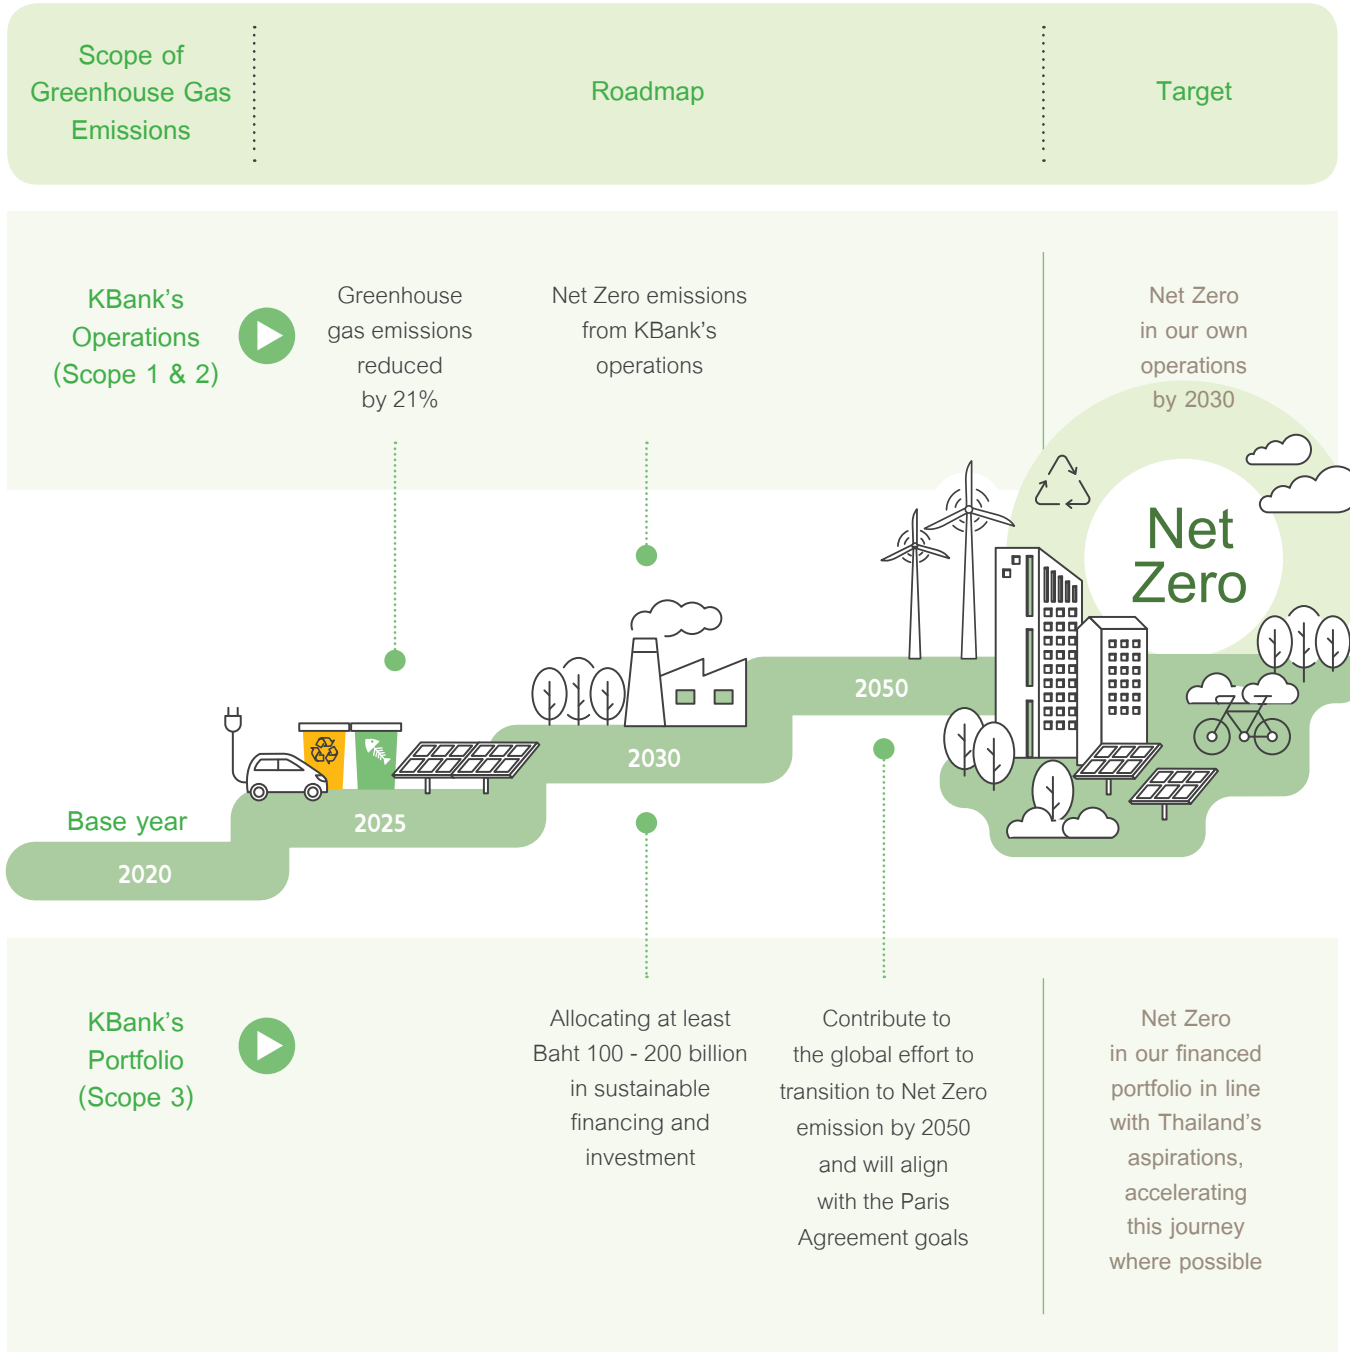 Scope of
Greenhouse Gas
Emissions
Roadmap
Target
KBank's
Operations
(Scope 1 & 2)
Greenhouse
gas emissions
reduced
by 21%
Net Zero emissions
from KBank's
operations
Net Zero
in our own
operations
by 2030
Net
Zero
2050
2030
2025
Base year
2020
KBank's
Portfolio
(Scope 3)
Allocating at least
Baht 100 - 200 billion
in sustainable
financing and
investment
Contribute to
the global effort to
transition to Net Zero
emission by 2050
and will align
with the Paris
Agreement goals
Net Zero
in our financed
portfolio in line
with Thailand's
aspirations,
accelerating
this journey
where possible